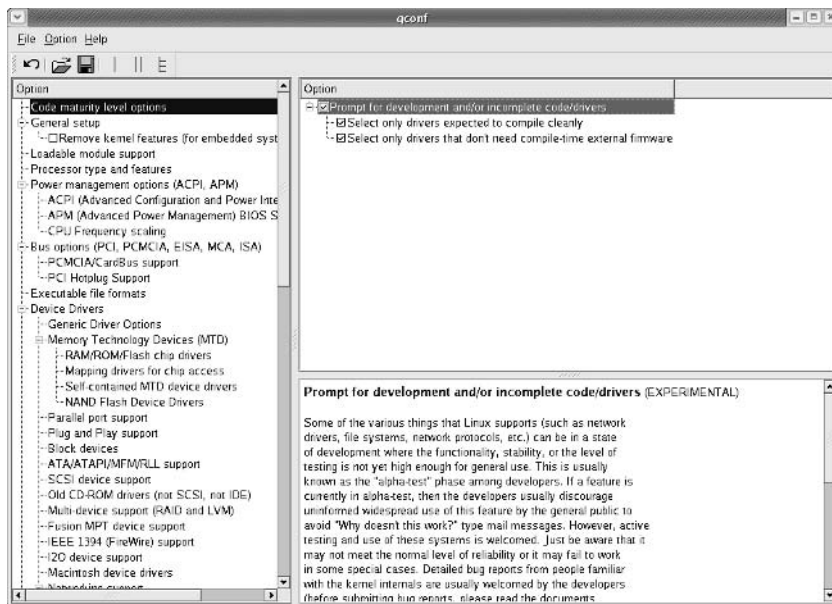 qconf
File Option Help
Option
Code maturity level options
General setup
Remove kernel features (for embedded syst
Loadable module support
Processor type and features
Power management options (ACPI, APM)
ACPI (Advanced Configuration and Power Inte
APM (Advanced Power Management) BIOS S
CPU Frequency scaling
Bus options (PCI, PCMCIA, EISA, MCA, ISA)
PCMCIA/CardBus support
PCI Hotplug Support
Executable file formats
Device Drivers
Generic Driver Options
Memory Technology Devices (MTD)
RAM/ROM/Flash chip drivers
Mapping drivers for chip access
Self-contained MTD device drivers
NAND Flash Device Drivers
Parallel port support
Plug and Play support
Block devices
ATA/ATAPI/MFM/RLL support
SCSI device support
Old CD-ROM drivers (not SCSI, not IDE)
Multi-device support (RAID and LVM)
Fusion MPT device support
IEEE 1394 (FireWire) support
I2O device support
Macintosh device drivers
Networking support
Option
Prompt for development and/or incomplete code/drivers
Select only drivers expected to compile cleanly
Select only drivers that don't need compile-time external firmware
Prompt for development and/or incomplete code/drivers (EXPERIMENTAL)
Some of the various things that Linux supports (such as network
drivers, file systems, network protocols, etc.) can be in a state
of development where the functionality, stability, or the level of
testing is not yet high enough for general use. This is usually
known as the "alpha-test" phase among developers. If a feature is
currently in alpha-test, then the developers usually discourage
uninformed widespread use of this feature by the general public to
avoid "Why doesn't this work?" type mail messages. However, active
testing and use of these systems is welcomed. Just be aware that it
may not meet the normal level of reliability or it may fail to work
in some special cases. Detailed bug reports from people familiar
with the kernel internals are usually welcomed by the developers
(before submitting bug reports, please read the documents